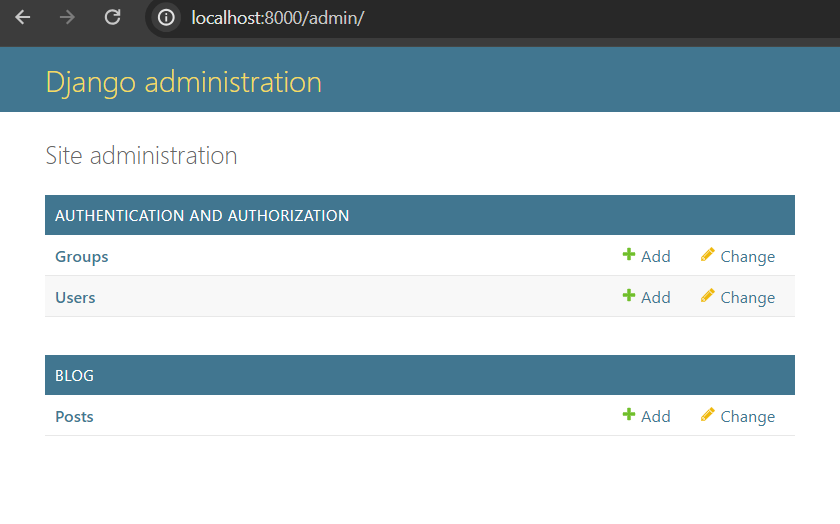 localhost:8000/admin/
Django administration
Site administration
AUTHENTICATION AND AUTHORIZATION
Groups Add Change
Users Add Change
BLOG
Posts Add Change